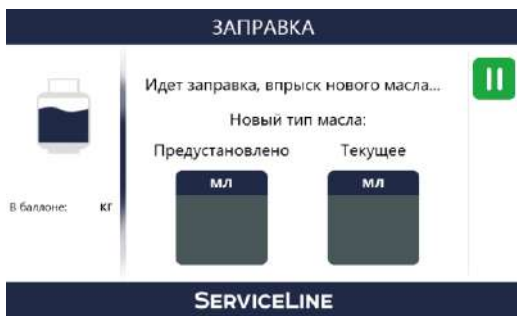 ЗАПРАВКА
Идет заправка, впрыск нового масла...
Новый тип масла:
Предустановлено Текущее
мл мл
В баллоне: кг
SERVICELINE